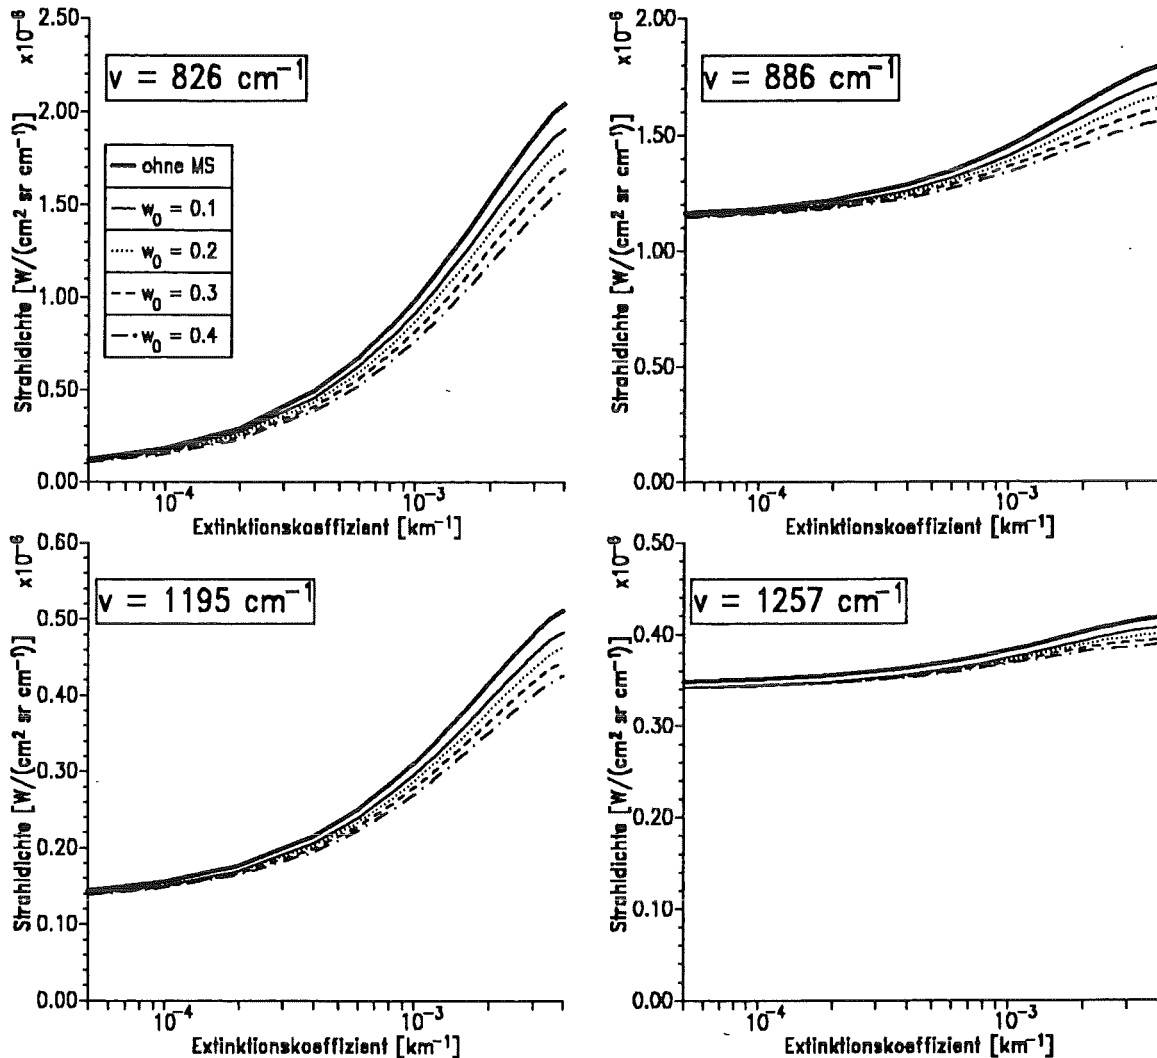 x10⁻⁶
2.50
2.00
1.50
1.00
0.50
0.00
Strahldichte [W/(cm² sr cm⁻¹)]
v = 826 cm⁻¹
ohne MS
w₀ = 0.1
w₀ = 0.2
w₀ = 0.3
w₀ = 0.4
10⁻⁴
10⁻³
Extinktionskoeffizient [km⁻¹]
x10⁻⁶
2.00
1.50
1.00
0.50
0.00
Strahldichte [W/(cm² sr cm⁻¹)]
v = 886 cm⁻¹
10⁻⁴
10⁻³
Extinktionskoeffizient [km⁻¹]
x10⁻⁶
0.60
0.50
0.40
0.30
0.20
0.10
0.00
Strahldichte [W/(cm² sr cm⁻¹)]
v = 1195 cm⁻¹
10⁻⁴
10⁻³
Extinktionskoeffizient [km⁻¹]
x10⁻⁶
0.50
0.40
0.30
0.20
0.10
0.00
Strahldichte [W/(cm² sr cm⁻¹)]
v = 1257 cm⁻¹
10⁻⁴
10⁻³
Extinktionskoeffizient [km⁻¹]